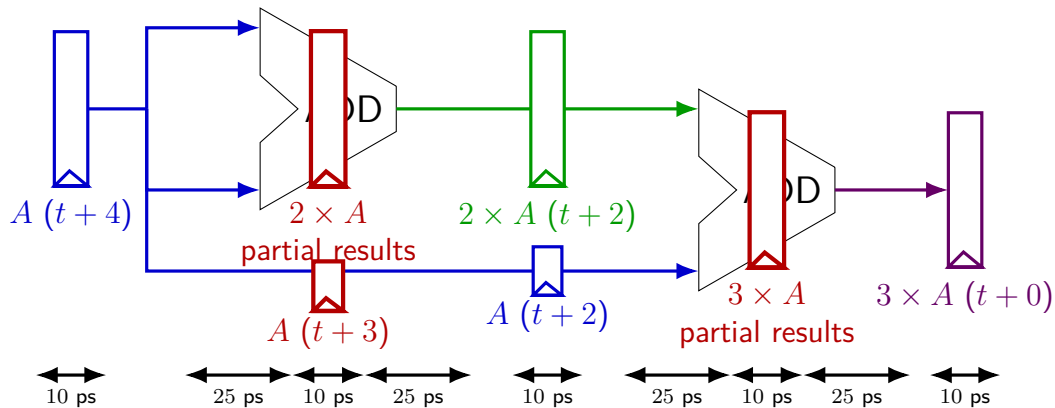 ADD
ADD
A (t + 4)
2 × A
partial results
2 × A (t + 2)
A (t + 3)
A (t + 2)
3 × A
partial results
3 × A (t + 0)
10 ps
25 ps
10 ps
25 ps
10 ps
25 ps
10 ps
25 ps
10 ps